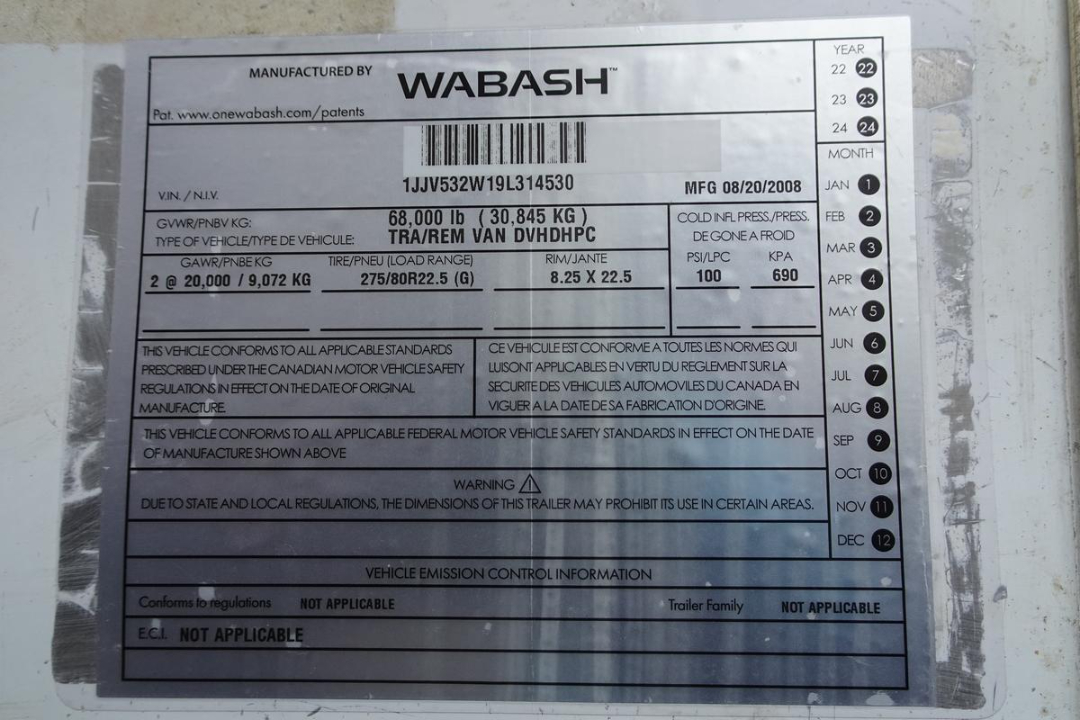 MANUFACTURED BY WABASH™
Pat. www.onewabash.com/patents
1JJV532W19L314530
V.I.N. / N.I.V.
MFG 08/20/2008
GVWR/PNBV KG: 68,000 lb ( 30,845 KG )
TYPE OF VEHICLE/TYPE DE VEHICULE: TRA/REM VAN DVHDHPC
COLD INFL PRESS./PRESS.
DE GONE A FROID
GAWR/PNBE KG TIRE/PNEU (LOAD RANGE) RIM/JANTE PSI/LPC KPA
2 @ 20,000 / 9,072 KG 275/80R22.5 (G) 8.25 X 22.5 100 690
THIS VEHICLE CONFORMS TO ALL APPLICABLE STANDARDS
PRESCRIBED UNDER THE CANADIAN MOTOR VEHICLE SAFETY
REGULATIONS IN EFFECT ON THE DATE OF ORIGINAL
MANUFACTURE.
CE VEHICULE EST CONFORME A TOUTES LES NORMES QUI
LUISONT APPLICABLES EN VERTU DU REGLEMENT SUR LA
SECURITE DES VEHICULES AUTOMOVILES DU CANADA EN
VIGUER A LA DATE DE SA FABRICATION D'ORIGINE.
THIS VEHICLE CONFORMS TO ALL APPLICABLE FEDERAL MOTOR VEHICLE SAFETY STANDARDS IN EFFECT ON THE DATE
OF MANUFACTURE SHOWN ABOVE
WARNING
DUE TO STATE AND LOCAL REGULATIONS, THE DIMENSIONS OF THIS TRAILER MAY PROHIBIT ITS USE IN CERTAIN AREAS.
VEHICLE EMISSION CONTROL INFORMATION
Conforms to regulations NOT APPLICABLE Trailer Family NOT APPLICABLE
E.C.I. NOT APPLICABLE
YEAR
22 22
23 23
24 24
MONTH
JAN 1
FEB 2
MAR 3
APR 4
MAY 5
JUN 6
JUL 7
AUG 8
SEP 9
OCT 10
NOV 11
DEC 12